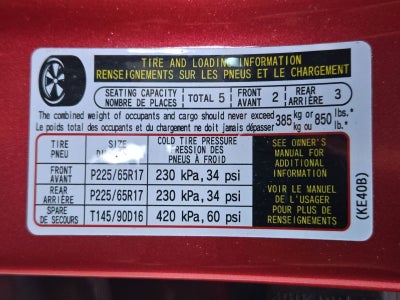 TIRE AND LOADING INFORMATION
RENSEIGNEMENTS SUR LES PNEUS ET LE CHARGEMENT
SEATING CAPACITY
NOMBRE DE PLACES
TOTAL 5
FRONT
AVANT 2
REAR
ARRIÈRE 3
The combined weight of occupants and cargo should never exceed 385 kg or 850 lbs.*
Le poids total des occupants et du chargement ne doit jamais dépasser kg ou lb.*
TIRE
PNEU
SIZE
COLD TIRE PRESSURE
PRESSION DES
PNEUS À FROID
FRONT
AVANT P225/65R17 230 kPa, 34 psi
REAR
ARRIÈRE P225/65R17 230 kPa, 34 psi
SPARE
DE SECOURS T145/90D16 420 kPa, 60 psi
SEE OWNER'S
MANUAL FOR
ADDITIONAL
INFORMATION
VOIR LE MANUEL
DE L'USAGER
POUR PLUS DE
RENSEIGNEMENTS
(KE40B)